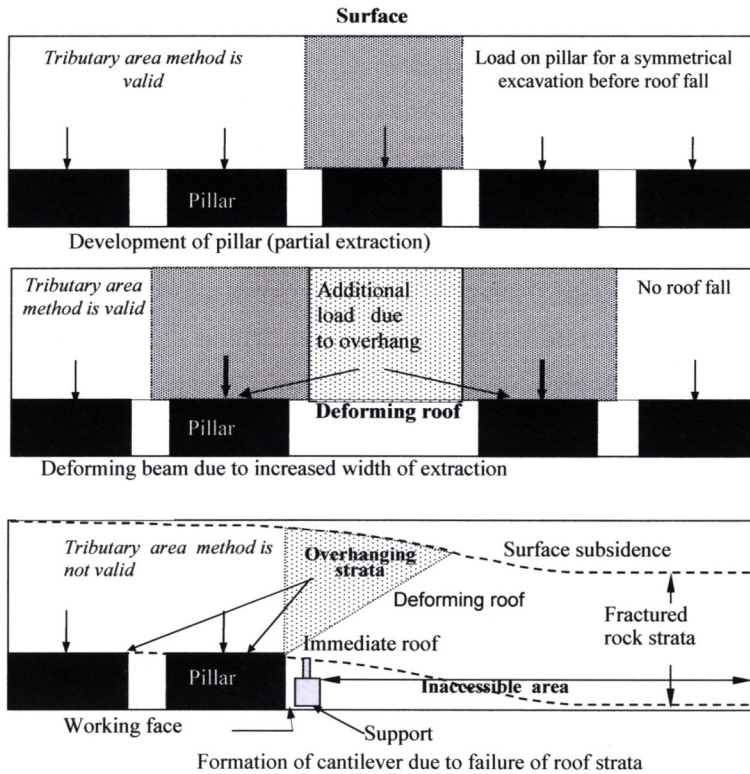 Surface
Tributary area method is
valid
Load on pillar for a symmetrical
excavation before roof fall
Pillar
Development of pillar (partial extraction)
Tributary area
method is valid
Additional
load due
to overhang
No roof fall
Deforming roof
Pillar
Deforming beam due to increased width of extraction
Tributary area method is
not valid
Overhanging
strata
Surface subsidence
Deforming roof
Fractured
rock strata
Immediate roof
Pillar
Inaccessible area
Working face
Support
Formation of cantilever due to failure of roof strata